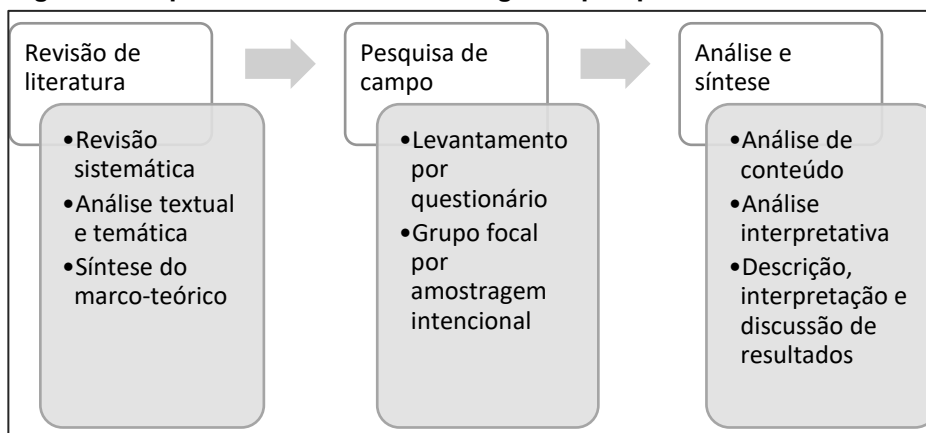 Revisão de
literatura
•Revisão
sistemática
•Análise textual
e temática
•Síntese do
marco-teórico
Pesquisa de
campo
•Levantamento
por
questionário
•Grupo focal
por
amostragem
intencional
Análise e
síntese
•Análise de
conteúdo
•Análise
interpretativa
•Descrição,
interpretação e
discussão de
resultados